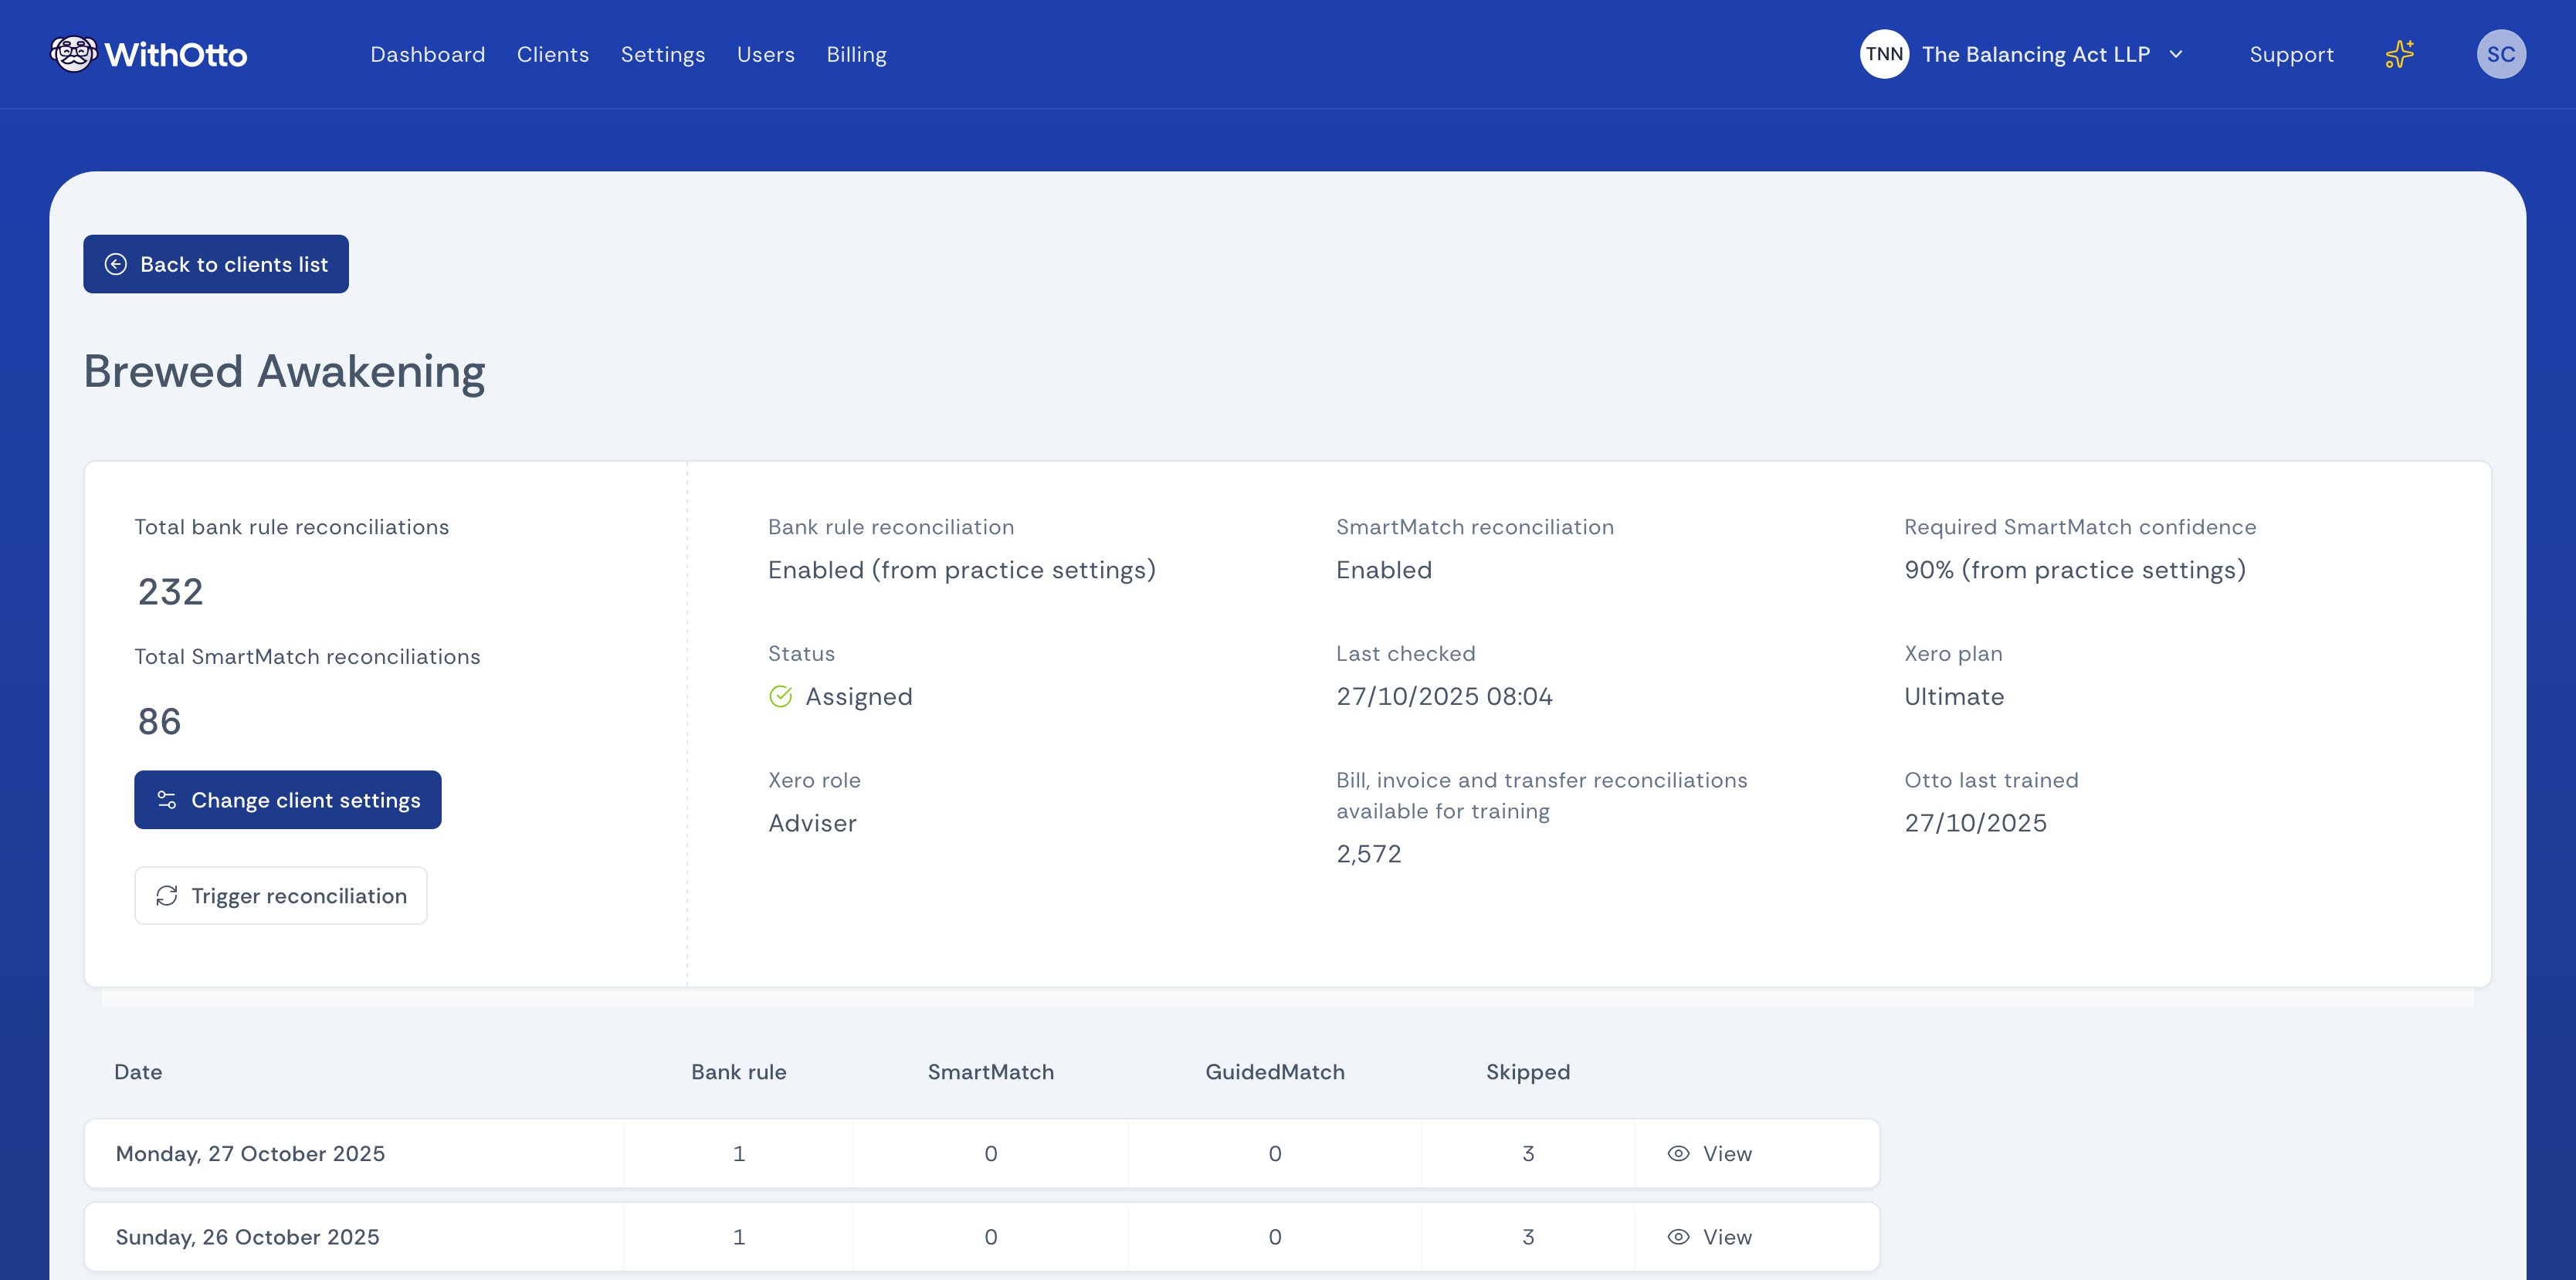 WithOtto
Dashboard Clients Settings Users Billing
TNN The Balancing Act LLP
Support
SC
Back to clients list
Brewed Awakening
Total bank rule reconciliations
232
Total SmartMatch reconciliations
86
Change client settings
Trigger reconciliation
Bank rule reconciliation
Enabled (from practice settings)
SmartMatch reconciliation
Enabled
Required SmartMatch confidence
90% (from practice settings)
Status
Assigned
Last checked
27/10/2025 08:04
Xero plan
Ultimate
Xero role
Adviser
Bill, invoice and transfer reconciliations
available for training
2,572
Otto last trained
27/10/2025
Date Bank rule SmartMatch GuidedMatch Skipped
Monday, 27 October 2025 1 0 0 3 View
Sunday, 26 October 2025 1 0 0 3 View